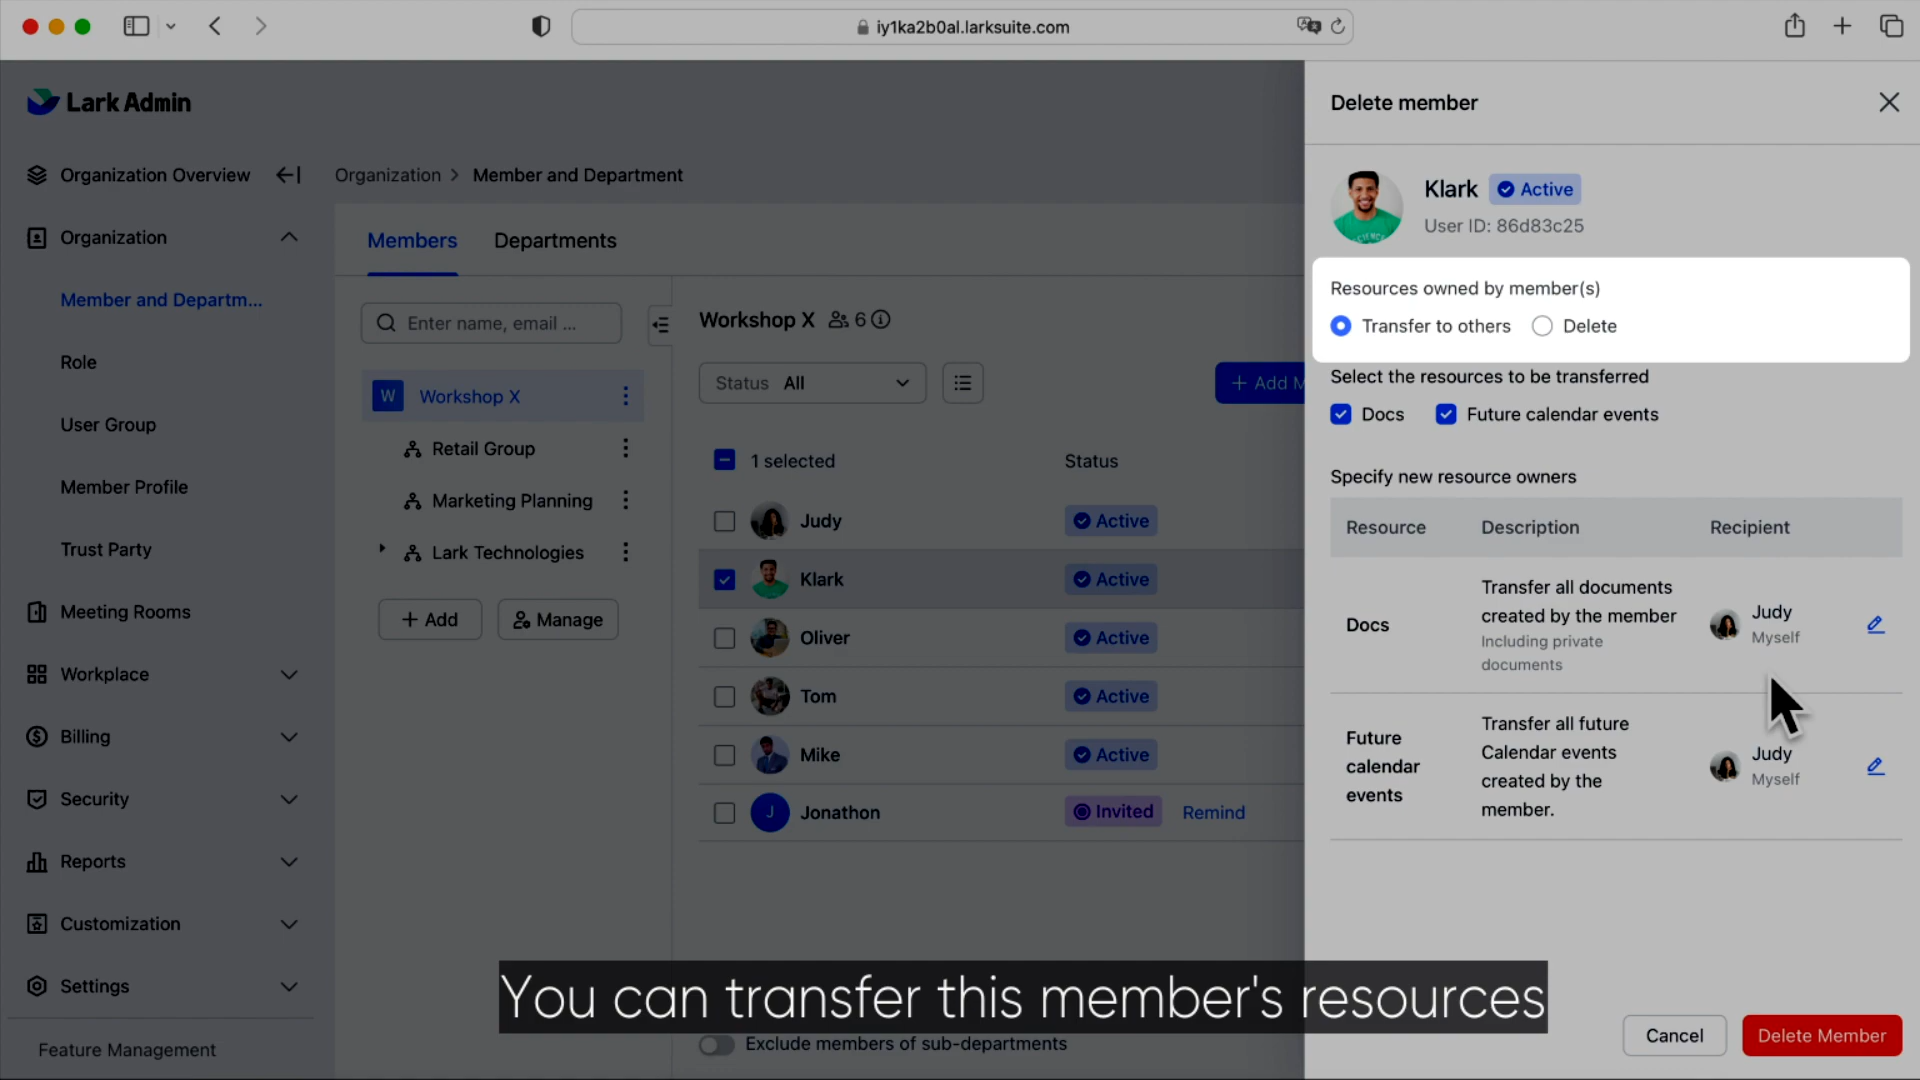 iy1ka2b0al.larksuite.com
Lark Admin
Organization Overview
Organization
Member and Departm...
Role
User Group
Member Profile
Trust Party
Meeting Rooms
Workplace
Billing
Security
Reports
Customization
Settings
Feature Management
Organization > Member and Department
Members Departments
Enter name, email ...
W Workshop X
Retail Group
Marketing Planning
Lark Technologies
+ Add
Manage
Workshop X 6
Status All
+ Add M
1 selected Status
Judy Active
Klark Active
Oliver Active
Tom Active
Mike Active
J Jonathon Invited Remind
Exclude members of sub-departments
Delete member
Klark Active
User ID: 86d83c25
Resources owned by member(s)
Transfer to others Delete
Select the resources to be transferred
Docs Future calendar events
Specify new resource owners
Resource Description Recipient
Docs
Transfer all documents
created by the member
Including private
documents
Judy
Myself
Future
calendar
events
Transfer all future
Calendar events
created by the
member.
Judy
Myself
Cancel Delete Member
You can transfer this member's resources